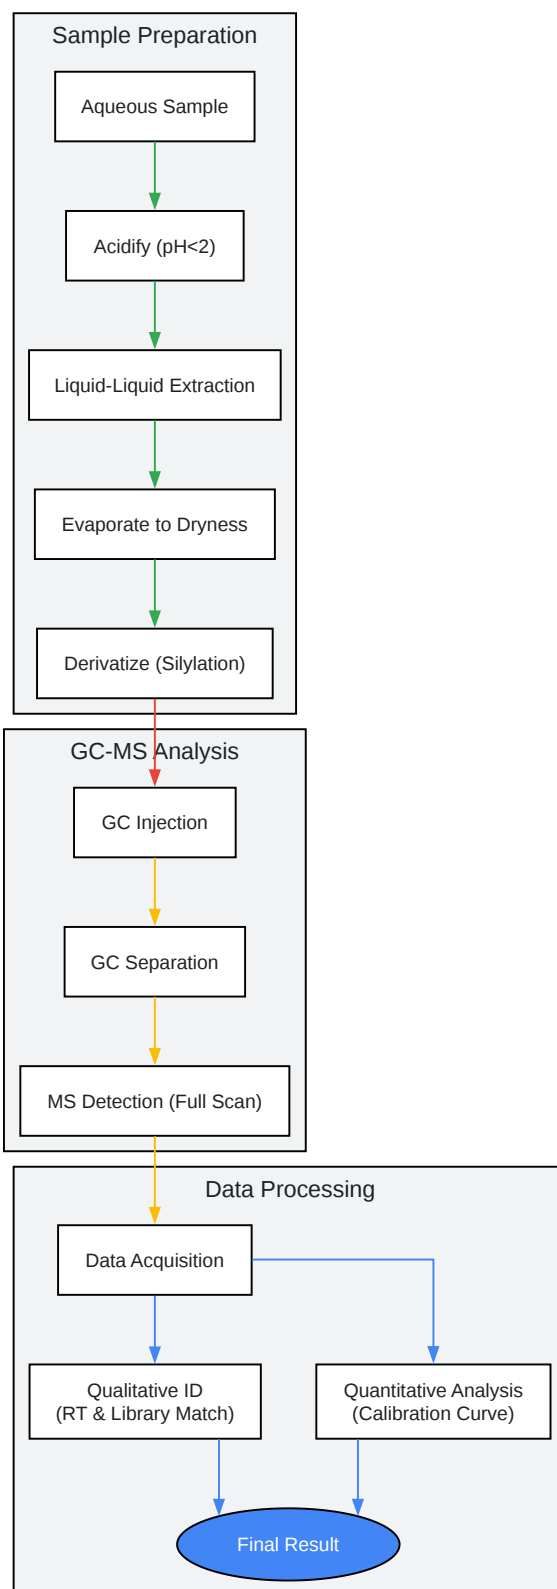 Sample Preparation
Aqueous Sample
Acidify (pH<2)
Liquid-Liquid Extraction
Evaporate to Dryness
Derivatize (Silylation)
GC-MS Analysis
GC Injection
GC Separation
MS Detection (Full Scan)
Data Processing
Data Acquisition
Qualitative ID
(RT & Library Match)
Quantitative Analysis
(Calibration Curve)
Final Result